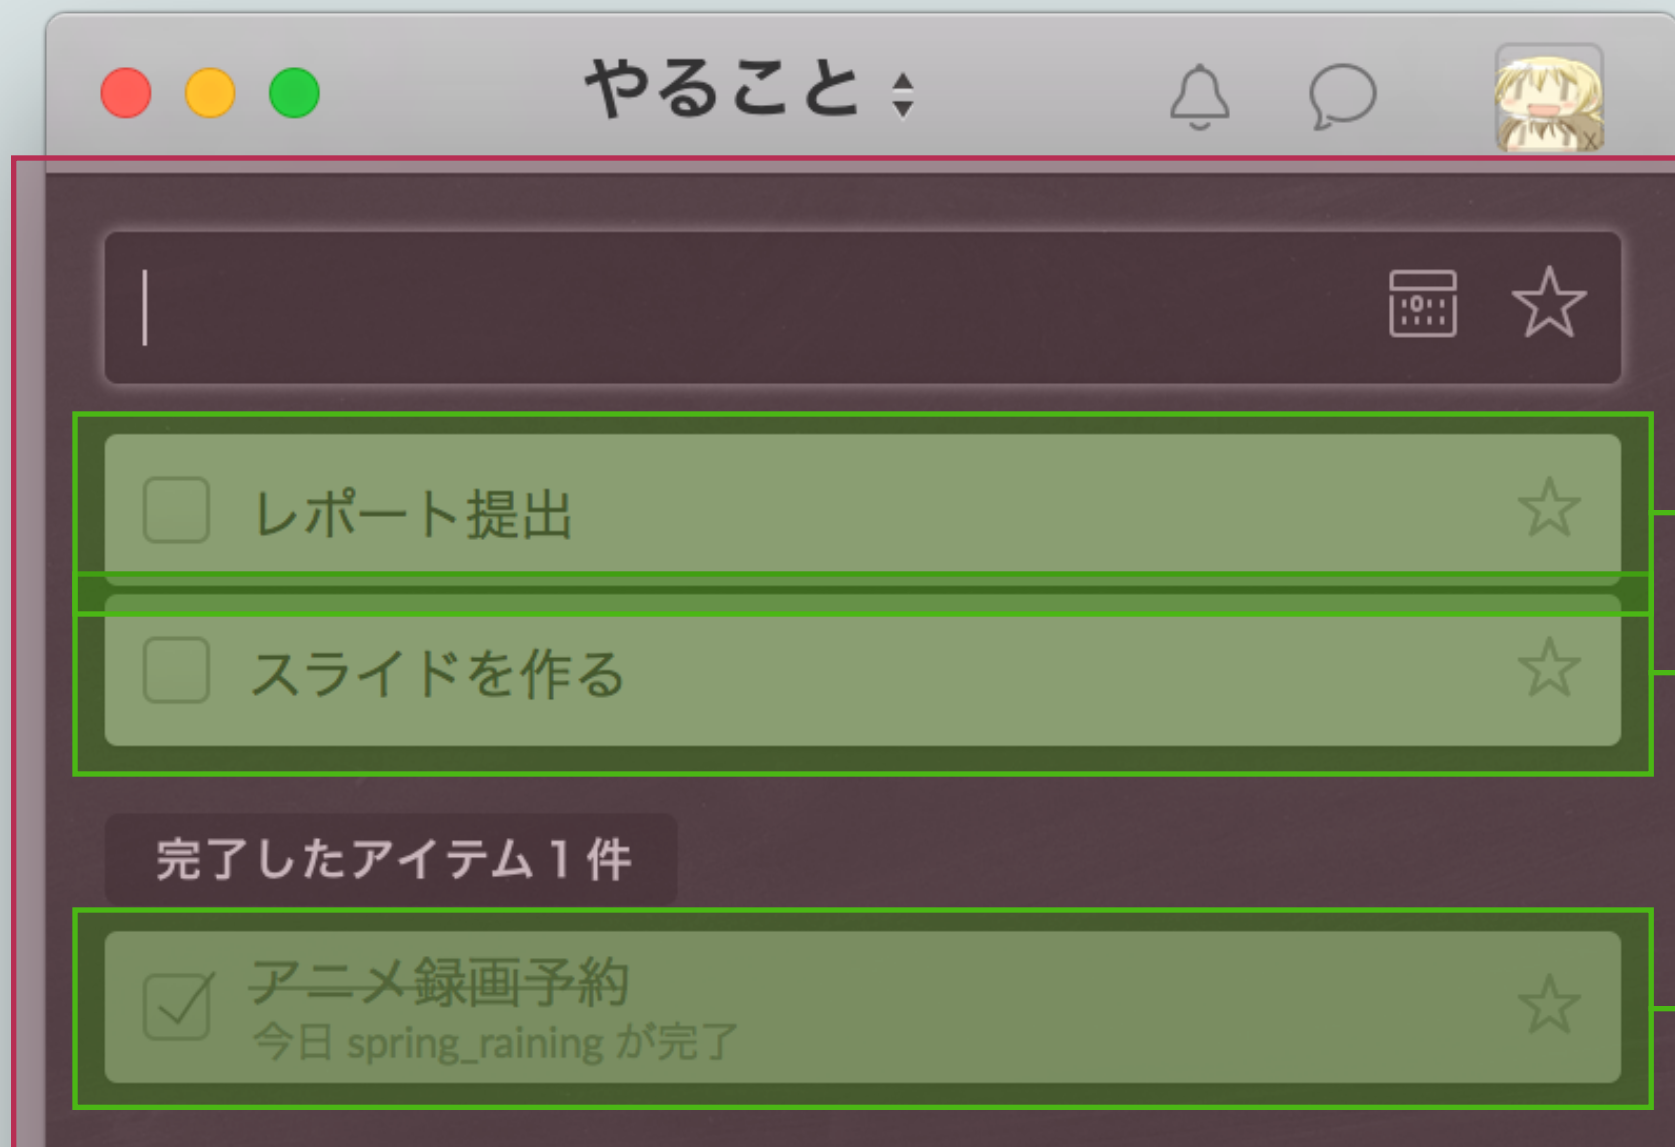 やること
レポート提出
スライドを作る
完了したアイテム 1 件
アニメ録画予約
今日 spring_raining が完了